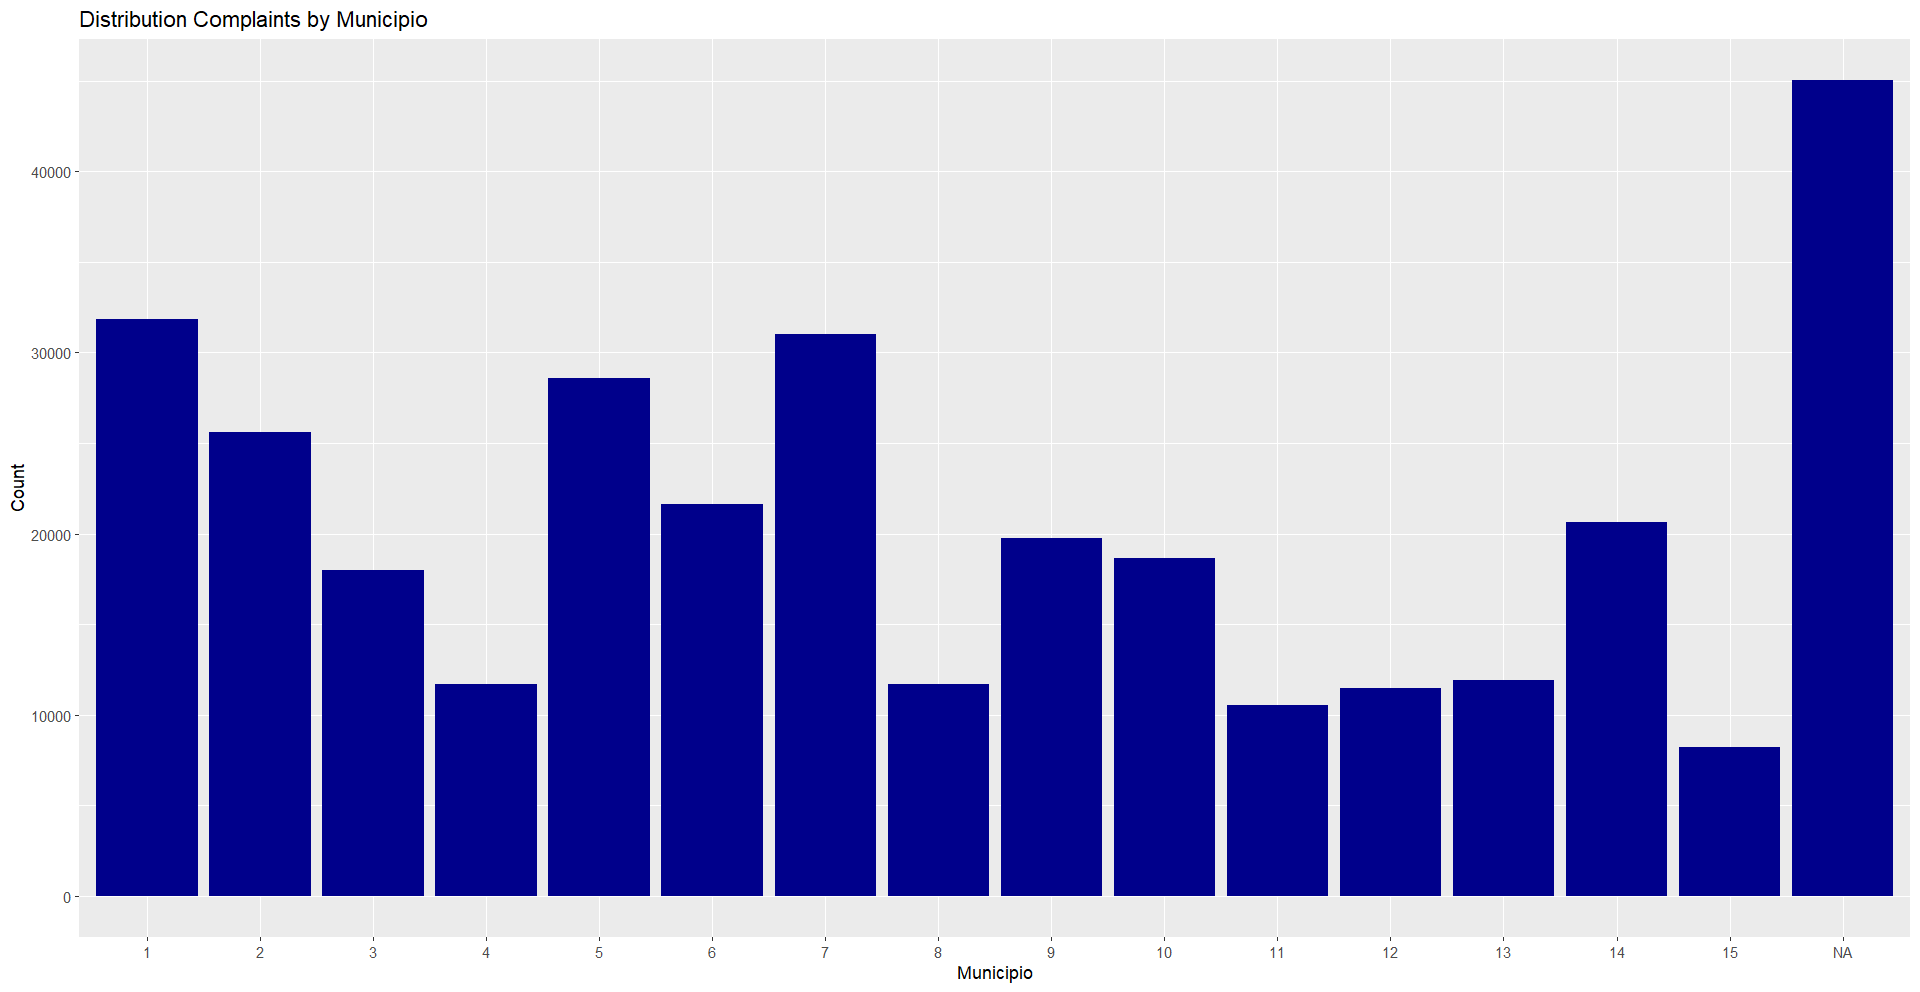 Distribution Complaints by Municipio
Count
40000
30000
20000
10000
0
1 2 3 4 5 6 7 8 9 10 11 12 13 14 15 NA
Municipio